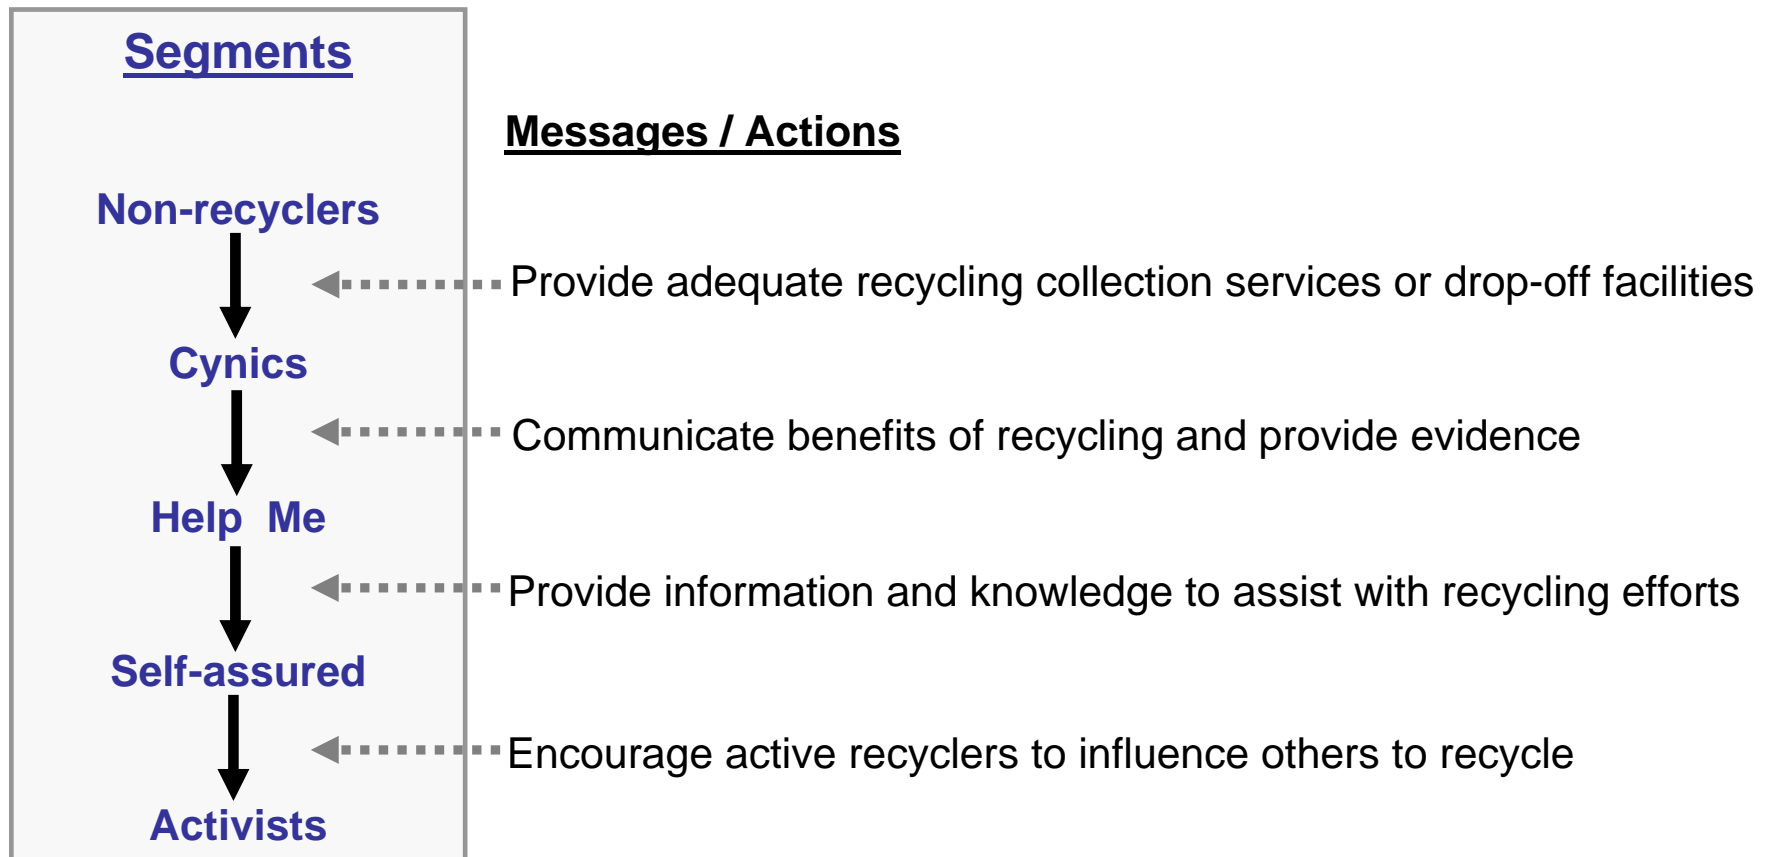 Segments
Messages / Actions
Non-recyclers
Provide adequate recycling collection services or drop-off facilities
Cynics
Communicate benefits of recycling and provide evidence
Help Me
Provide information and knowledge to assist with recycling efforts
Self-assured
Encourage active recyclers to influence others to recycle
Activists